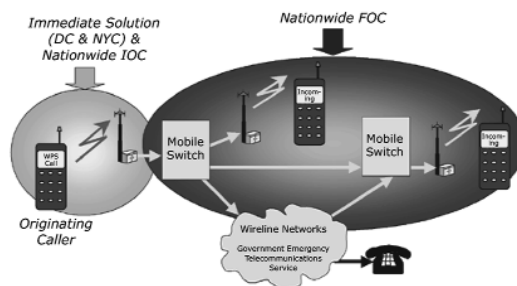 Immediate Solution
(DC & NYC) &
Nationwide IOC
Nationwide FOC
WPS
Call
Originating
Caller
Mobile
Switch
Incom-
ing
Mobile
Switch
Incom-
ing
Wireline Networks
Government Emergency
Telecommunications
Service